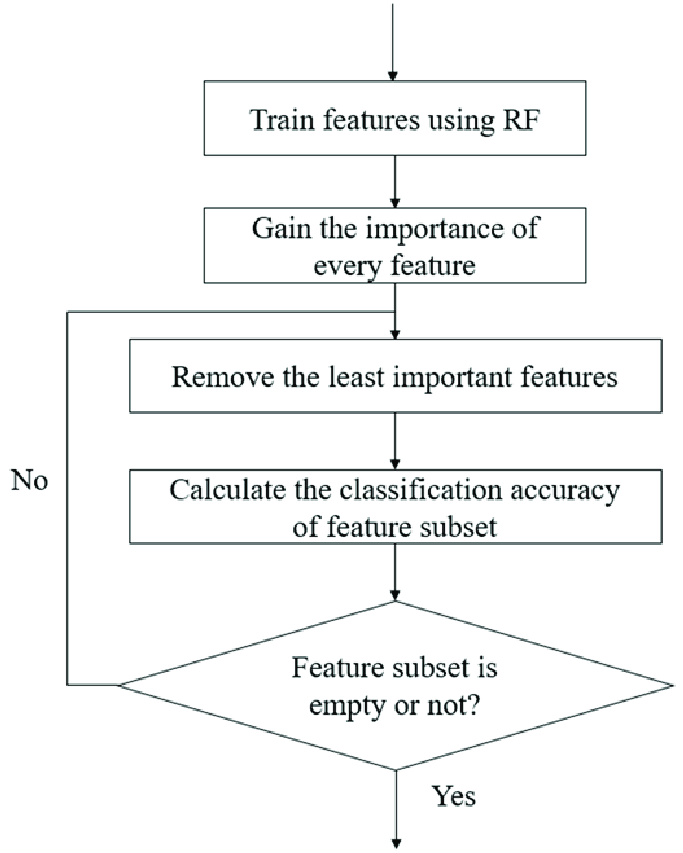 Train features using RF
Gain the importance of
every feature
Remove the least important features
No
Calculate the classification accuracy
of feature subset
Feature subset is
empty or not?
Yes